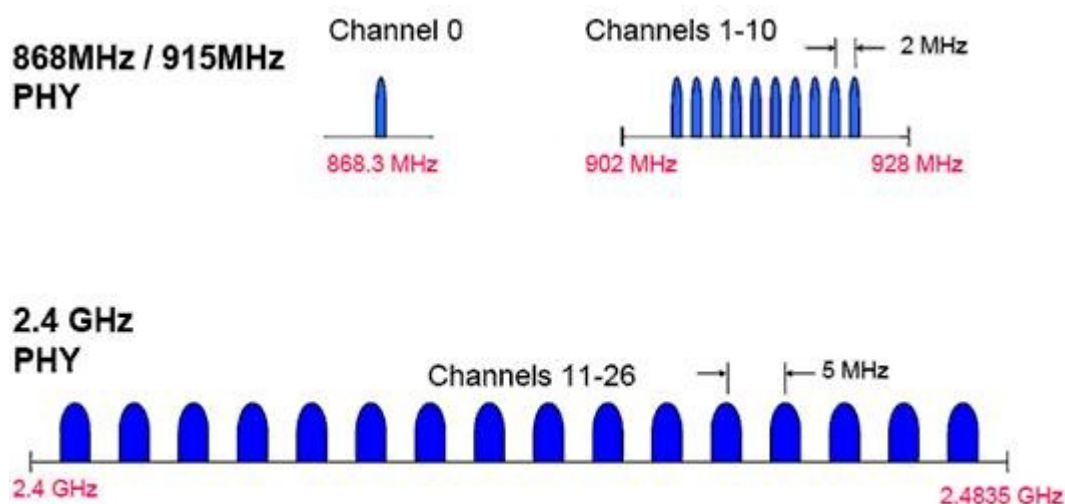 868MHz / 915MHz
PHY
Channel 0
Channels 1-10
2 MHz
868.3 MHz
902 MHz
928 MHz
2.4 GHz
PHY
Channels 11-26
5 MHz
2.4 GHz
2.4835 GHz